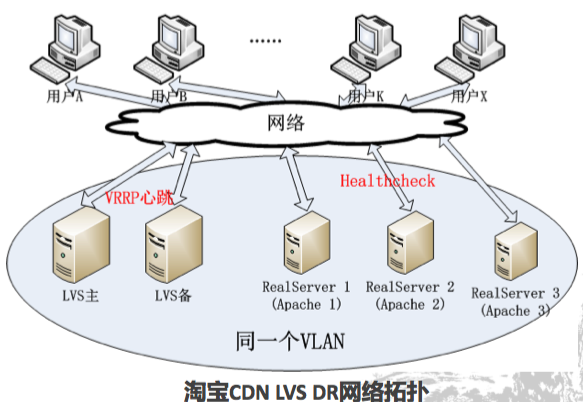 ……
用户A
用户B
用户K
用户X
网络
VRRP心跳
Healthcheck
LVS主
LVS备
RealServer 1
(Apache 1)
RealServer 2
(Apache 2)
RealServer 3
(Apache 3)
同一个VLAN
淘宝CDN LVS DR网络拓扑